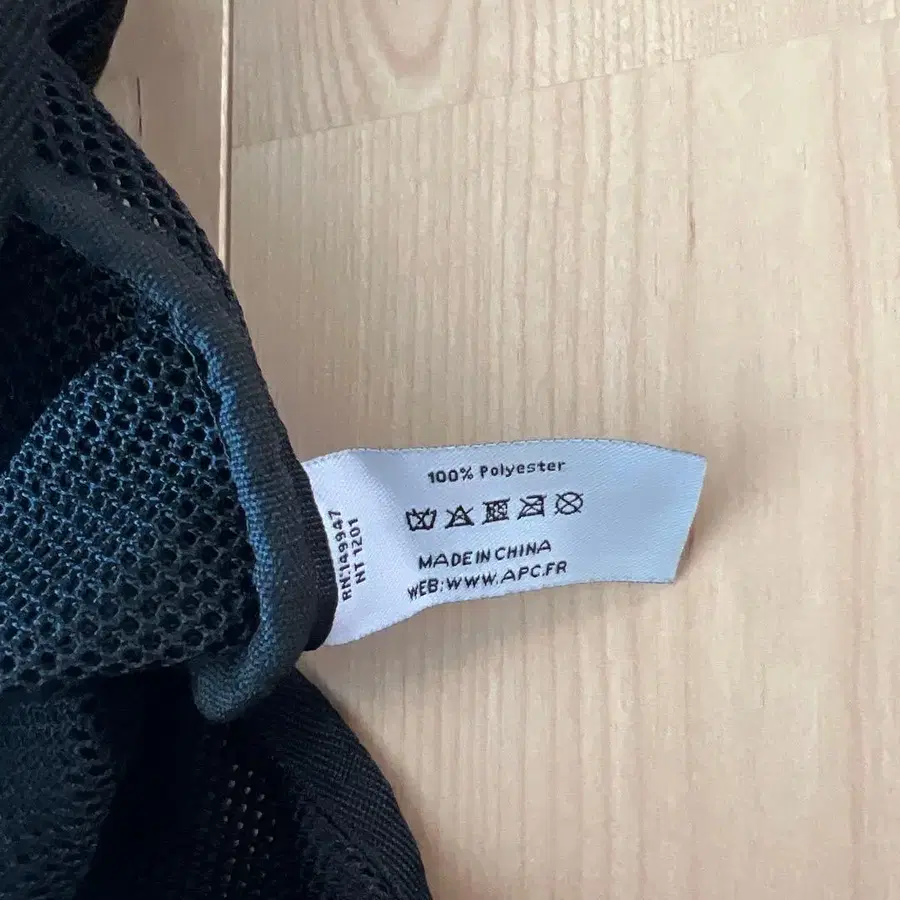 100% Polyester
MADE IN CHINA
WEB:WWW.APC.FR
RN:149947
NT 1201